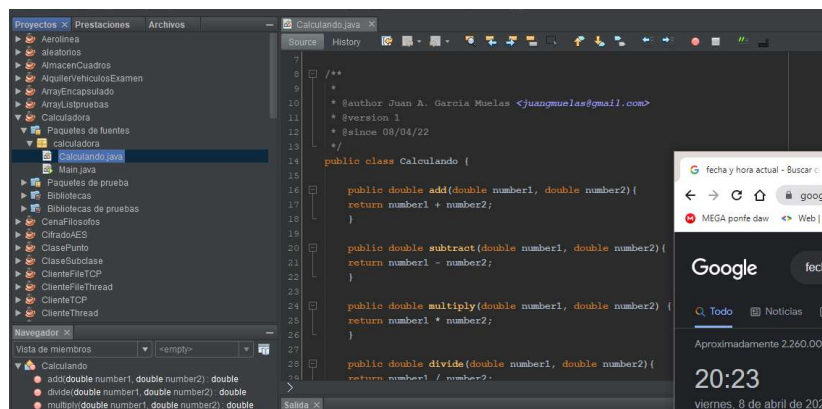 Proyectos × Prestaciones Archivos
Aerolinea
aleatorios
AlmacenCuadros
AlquilerVehiculosExamen
ArrayEncapsulado
ArrayListpruebas
Calculadora
Paquetes de fuentes
calculadora
Calculando.java
Main.java
Paquetes de prueba
Bibliotecas
Bibliotecas de pruebas
CenaFilosofos
CifradoAES
ClasePunto
ClaseSubclase
ClienteFileTCP
ClienteFileThread
ClienteTCP
ClienteThread
Navegador ×
Vista de miembros <empty>
Calculando
add(double number1, double number2) : double
divide(double number1, double number2) : double
multiply(double number1, double number2) : double
Calculando.java ×
Source History
7
8 /**
9 *
10 * @author Juan A. Garcia Muelas <juangmuelas@gmail.com>
11 * @version 1
12 * @since 08/04/22
13 */
14 public class Calculando {
15
16 public double add(double number1, double number2){
17 return number1 + number2;
18 }
19
20 public double subtract(double number1, double number2){
21 return number1 - number2;
22 }
23
24 public double multiply(double number1, double number2) {
25 return number1 * number2;
26 }
27
28 public double divide(double number1, double number2){
29 return number1 / number2;
Salida ×
fecha y hora actual - Buscar
goog
MEGA ponfe daw Web |
Google
fec
Todo Noticias
Aproximadamente 2.260.00
20:23
viernes, 8 de abril de 202